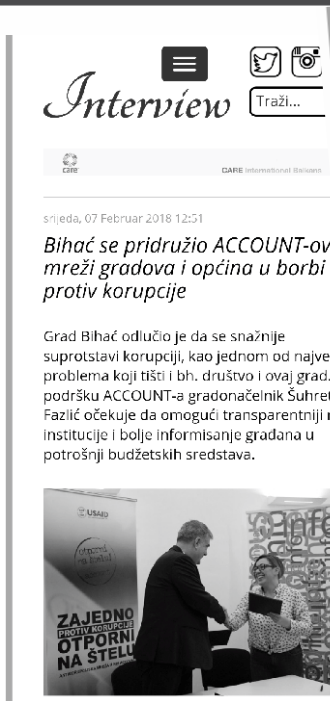 Interview
Traži...
care
CARE International Balkans
srijeda, 07 Februar 2018 12:51
Bihać se pridružio ACCOUNT-ov
mreži gradova i općina u borbi
protiv korupcije
Grad Bihać odlučio je da se snažnije
suprotstavi korupciji, kao jednom od najve
problema koji tišti i bh. društvo i ovaj grad.
podršku ACCOUNT-a gradonačelnik Šuhret
Fazlić očekuje da omogući transparentniji r
institucije i bolje informisanje građana u
potrošnji budžetskih sredstava.
USAID
otporni
na štelu
ZAJEDNO
PROTIV KORUPCIJE
OTPORNI
NA ŠTELU